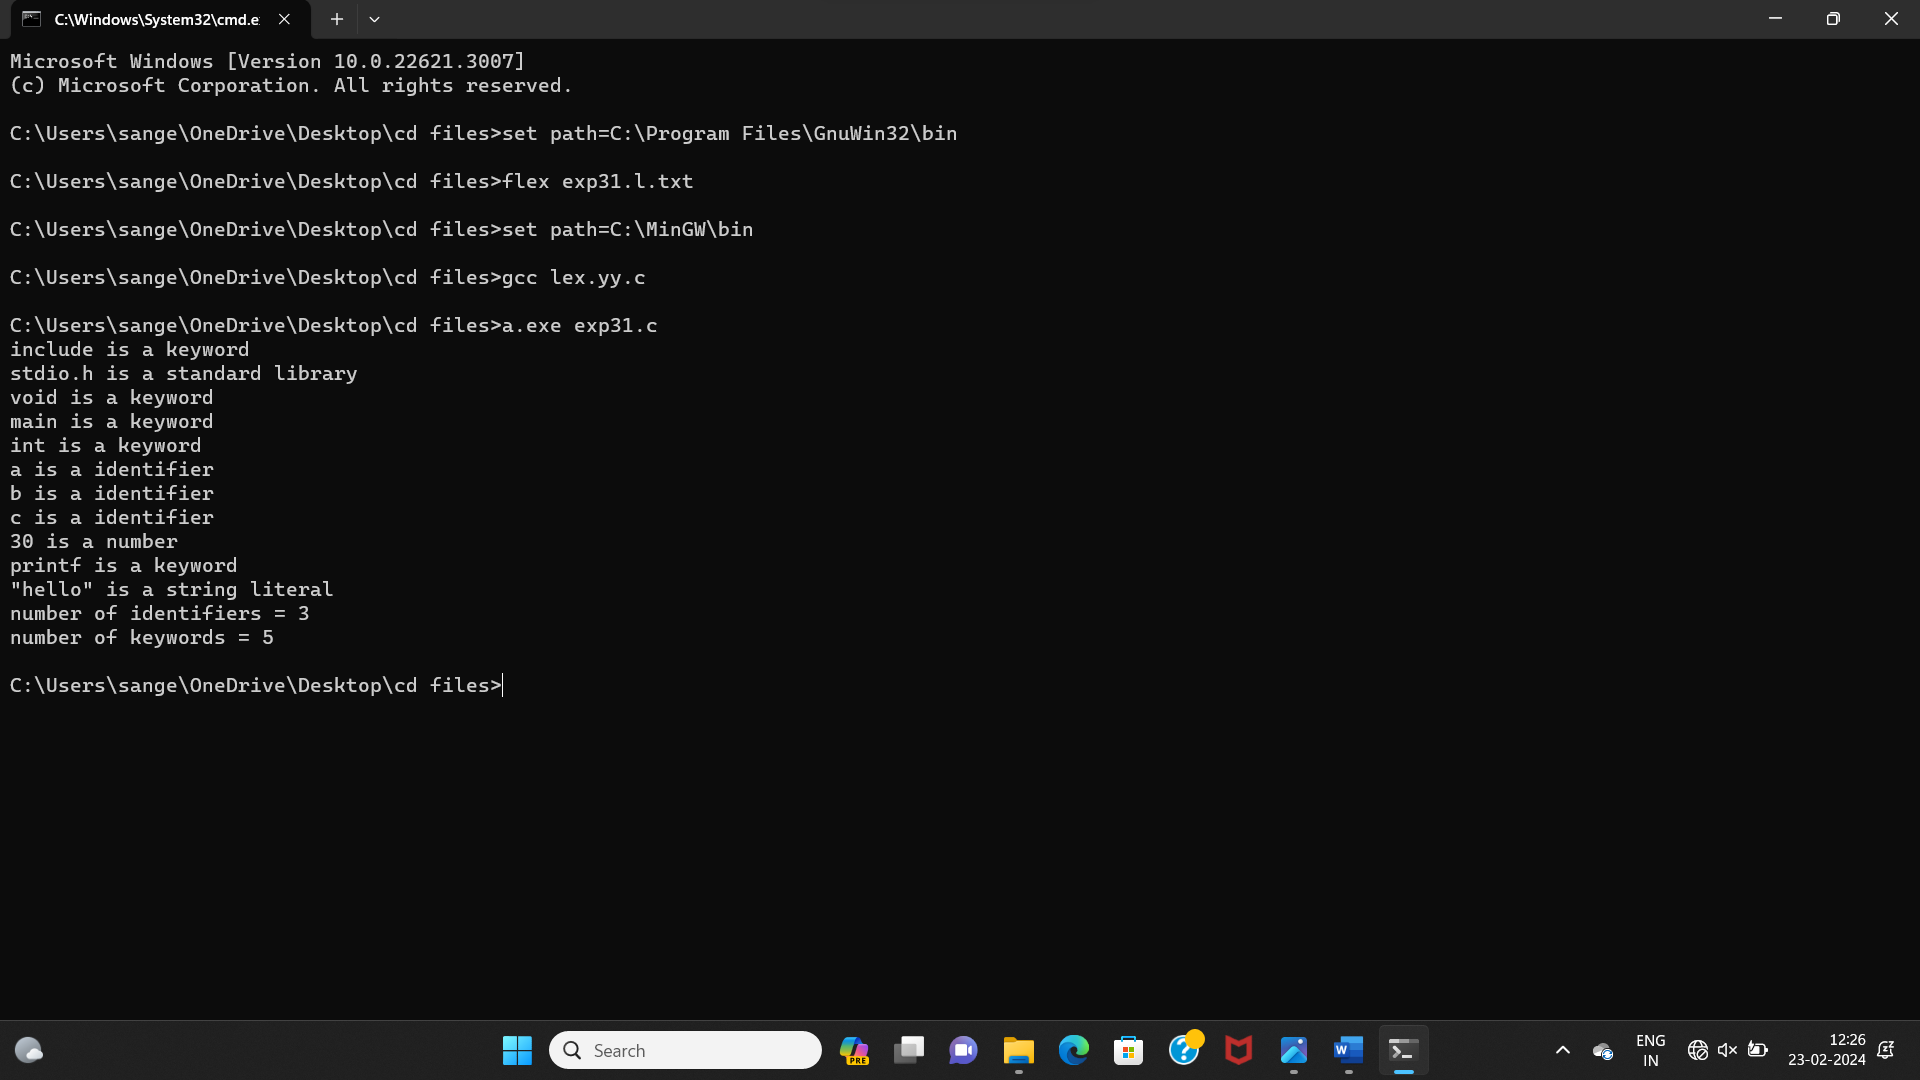 C:\Windows\System32\cmd.e
Microsoft Windows [Version 10.0.22621.3007]
(c) Microsoft Corporation. All rights reserved.
C:\Users\sange\OneDrive\Desktop\cd files>set path=C:\Program Files\GnuWin32\bin
C:\Users\sange\OneDrive\Desktop\cd files>flex exp31.l.txt
C:\Users\sange\OneDrive\Desktop\cd files>set path=C:\MinGW\bin
C:\Users\sange\OneDrive\Desktop\cd files>gcc lex.yy.c
C:\Users\sange\OneDrive\Desktop\cd files>a.exe exp31.c
include is a keyword
stdio.h is a standard library
void is a keyword
main is a keyword
int is a keyword
a is a identifier
b is a identifier
c is a identifier
30 is a number
printf is a keyword
"hello" is a string literal
number of identifiers = 3
number of keywords = 5
C:\Users\sange\OneDrive\Desktop\cd files>
Search
PRE
W
ENG
IN
12:26
23-02-2024